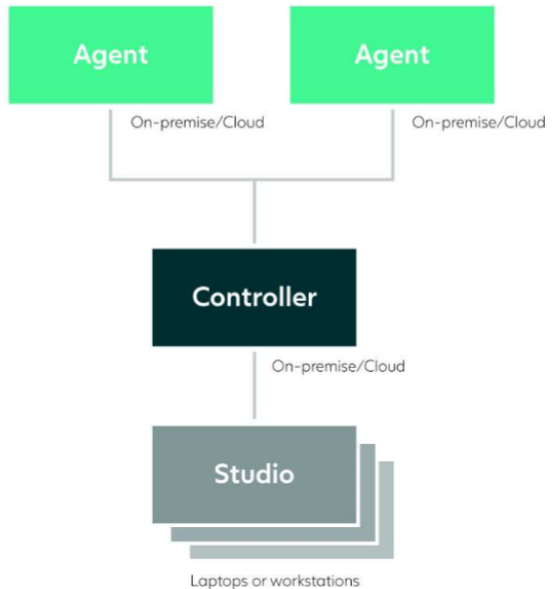 Agent
Agent
On-premise/Cloud
On-premise/Cloud
Controller
On-premise/Cloud
Studio
Laptops or workstations